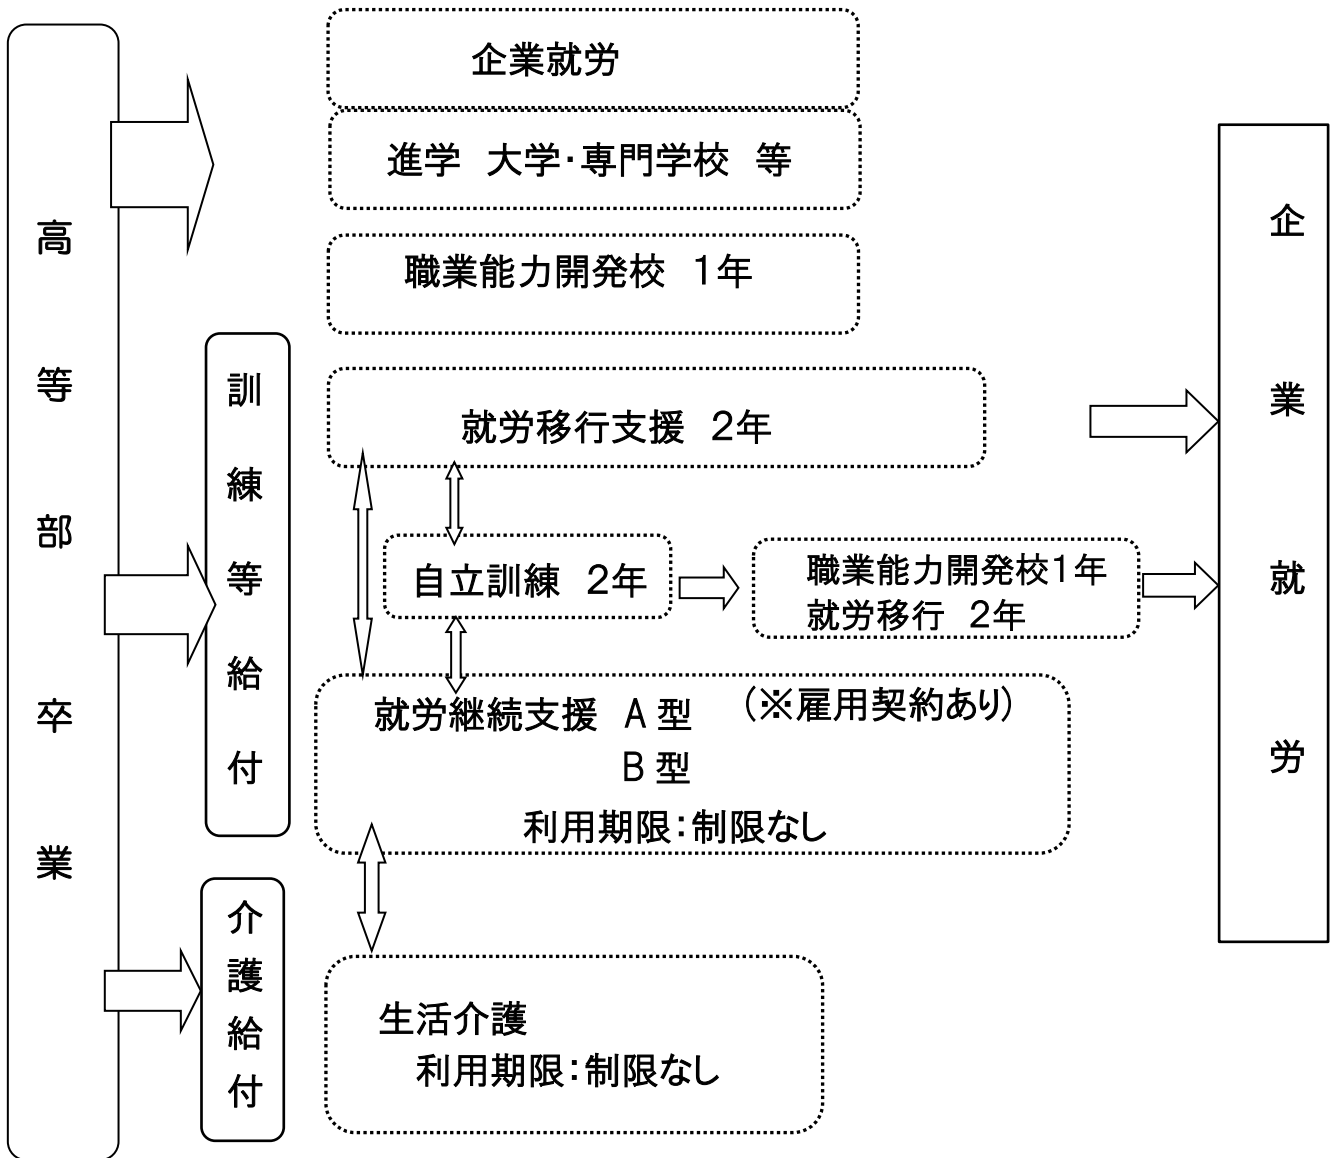 高等部卒業
企業就労
進学　大学・専門学校　等
職業能力開発校　1年
訓練等給付
就労移行支援　2年
自立訓練　2年
職業能力開発校1年
就労移行　2年
就労継続支援　A型　（※雇用契約あり）
B型
利用期限：制限なし
介護給付
生活介護
利用期限：制限なし
企業就労